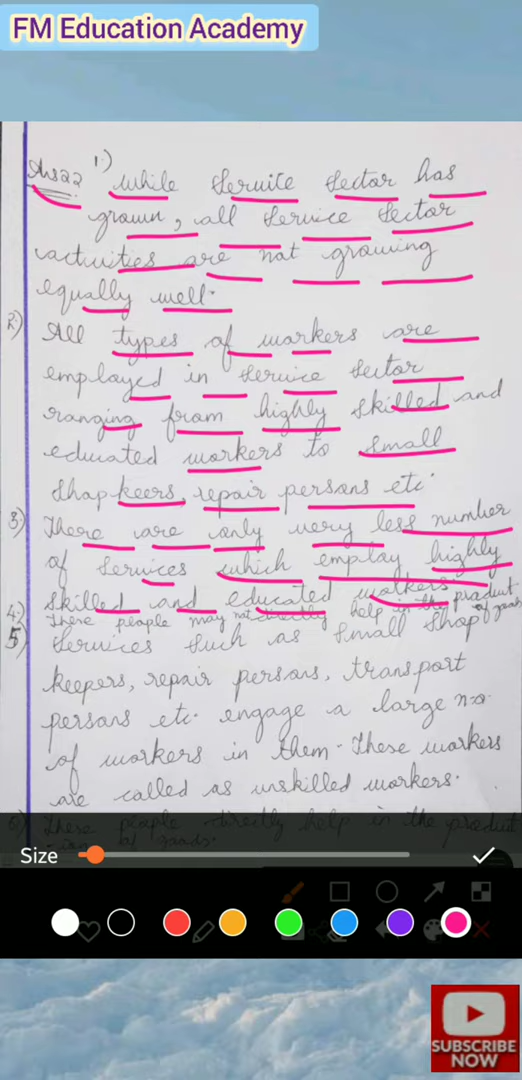 FM Education Academy
Ans 22 1.) While Service Sector has
grown, all Service Sector
activities are not growing
equally well.
2.) All types of workers are
employed in Service Sector
ranging from highly skilled and
educated workers to small
shop keers, repair persons etc.
3.) There are only very less number
of services which employ highly
skilled and educated workers.
4.) These people may not directly help in the product of goods
5) Services such as small shop
keepers, repair persons, transport
persons etc. engage a large no.
of workers in them. These workers
are called as unskilled workers.
6) These people directly help in the product
of goods.
Size
SUBSCRIBE
NOW